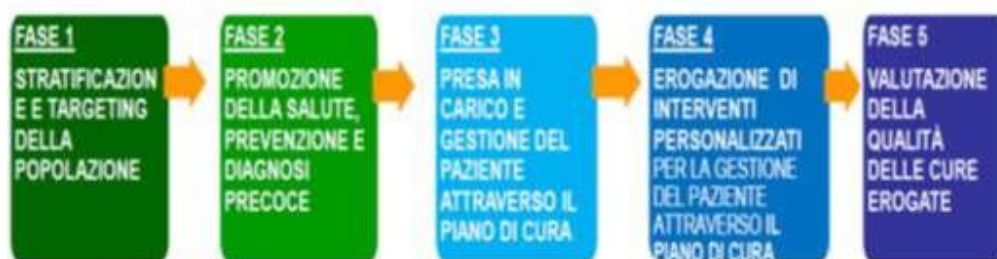 FASE 1
STRATIFICAZION
E E TARGETING
DELLA
POPOLAZIONE
FASE 2
PROMOZIONE
DELLA SALUTE,
PREVENZIONE E
DIAGNOSI
PRECOCE
FASE 3
PRESA IN
CARICO E
GESTIONE DEL
PAZIENTE
ATTRAVERSO IL
PIANO DI CURA
FASE 4
EROGAZIONE DI
INTERVENTI
PERSONALIZZATI
PER LA GESTIONE
DEL PAZIENTE
ATTRAVERSO IL
PIANO DI CURA
FASE 5
VALUTAZIONE
DELLA
QUALITÀ
DELLE CURE
EROGATE